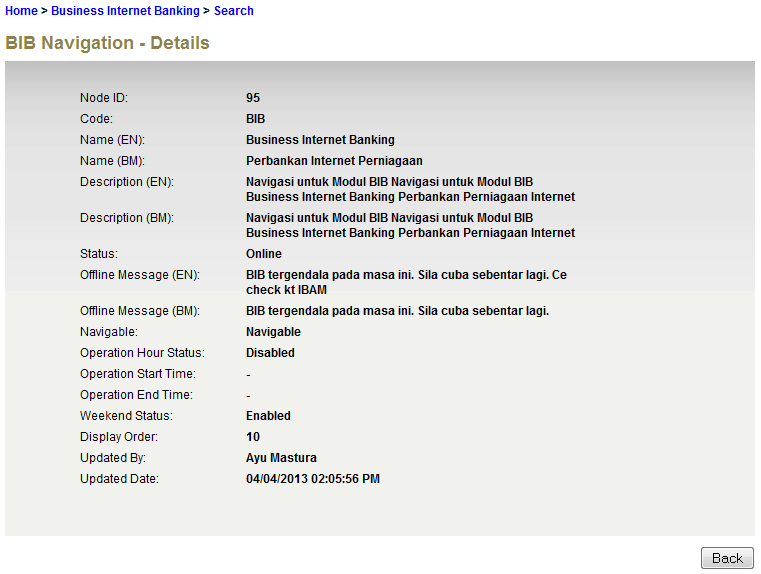 Home > Business Internet Banking > Search
BIB Navigation - Details
Node ID: 95
Code: BIB
Name (EN): Business Internet Banking
Name (BM): Perbankan Internet Perniagaan
Description (EN): Navigasi untuk Modul BIB Navigasi untuk Modul BIB
Business Internet Banking Perbankan Perniagaan Internet
Description (BM): Navigasi untuk Modul BIB Navigasi untuk Modul BIB
Business Internet Banking Perbankan Perniagaan Internet
Status: Online
Offline Message (EN): BIB tergendala pada masa ini. Sila cuba sebentar lagi. Ce
check kt IBAM
Offline Message (BM): BIB tergendala pada masa ini. Sila cuba sebentar lagi.
Navigable: Navigable
Operation Hour Status: Disabled
Operation Start Time: -
Operation End Time: -
Weekend Status: Enabled
Display Order: 10
Updated By: Ayu Mastura
Updated Date: 04/04/2013 02:05:56 PM
Back